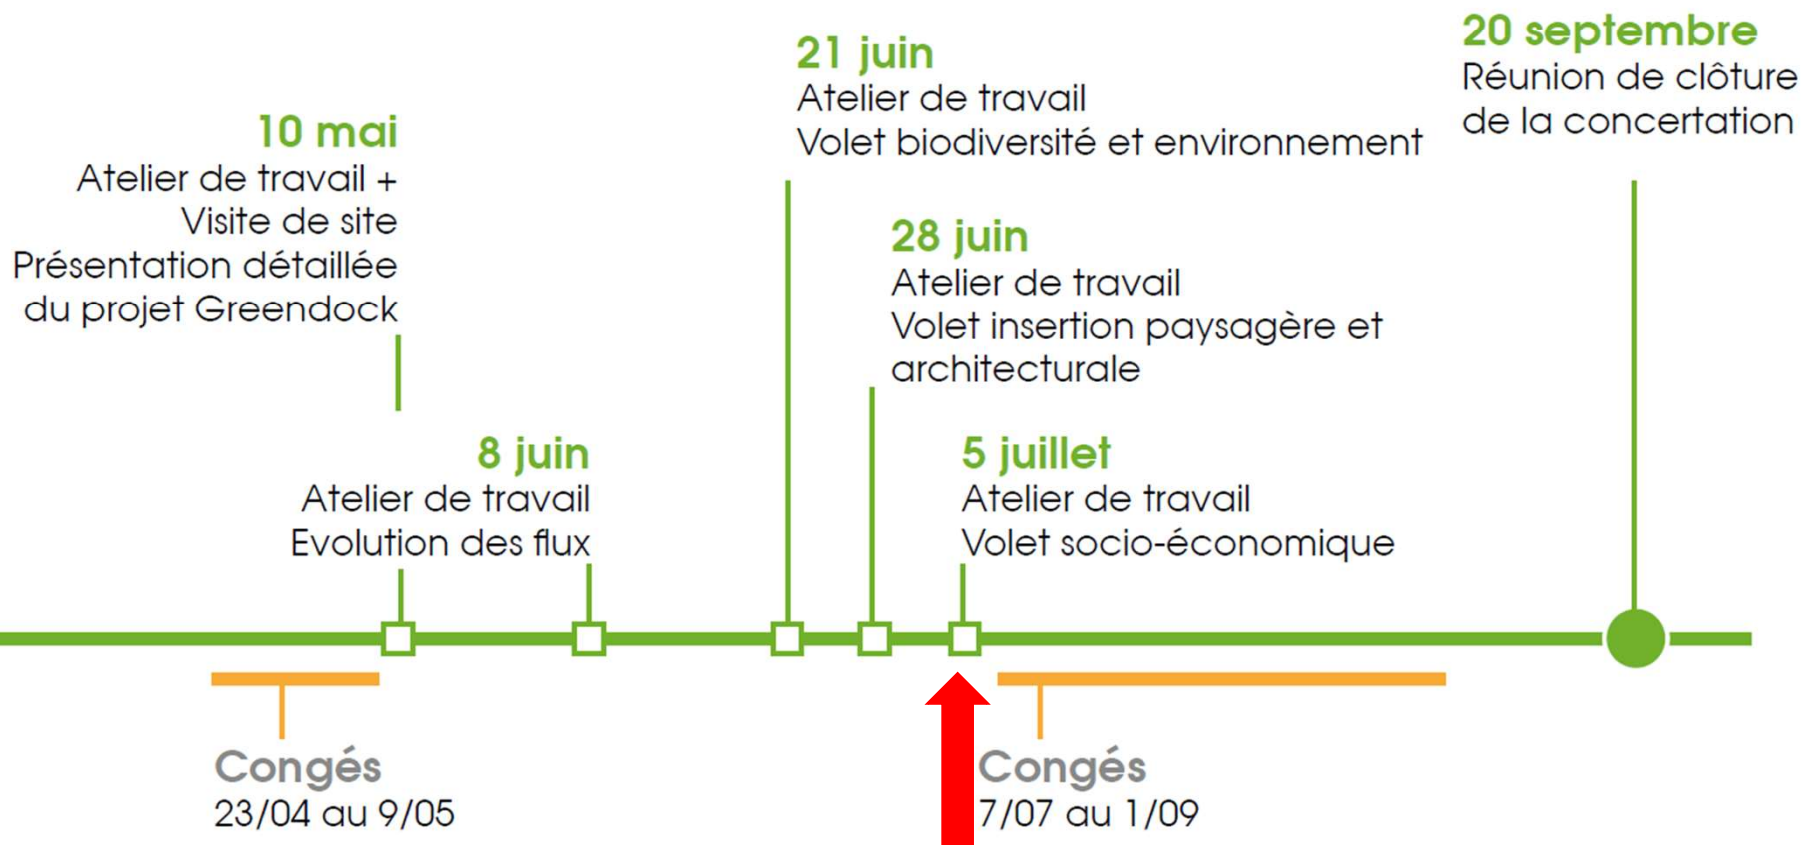 10 mai
Atelier de travail +
Visite de site
Présentation détaillée
du projet Greendock
8 juin
Atelier de travail
Evolution des flux
21 juin
Atelier de travail
Volet biodiversité et environnement
28 juin
Atelier de travail
Volet insertion paysagère et
architecturale
5 juillet
Atelier de travail
Volet socio-économique
20 septembre
Réunion de clôture
de la concertation
Congés
23/04 au 9/05
Congés
7/07 au 1/09